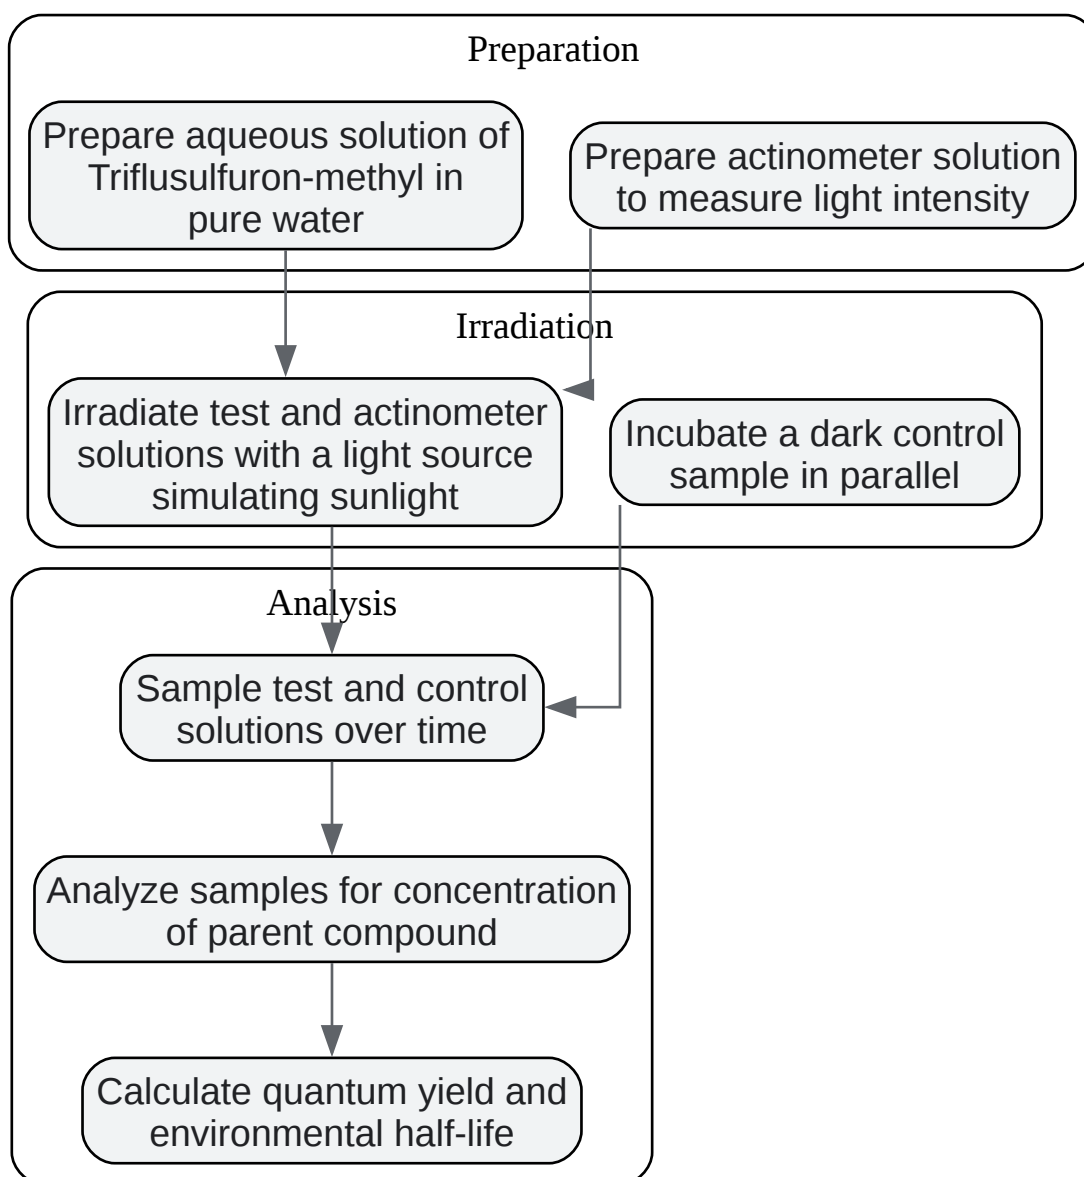 Preparation
Prepare aqueous solution of
Triflusulfuron-methyl in
pure water
Prepare actinometer solution
to measure light intensity
Irradiation
Irradiate test and actinometer
solutions with a light source
simulating sunlight
Incubate a dark control
sample in parallel
Analysis
Sample test and control
solutions over time
Analyze samples for concentration
of parent compound
Calculate quantum yield and
environmental half-life